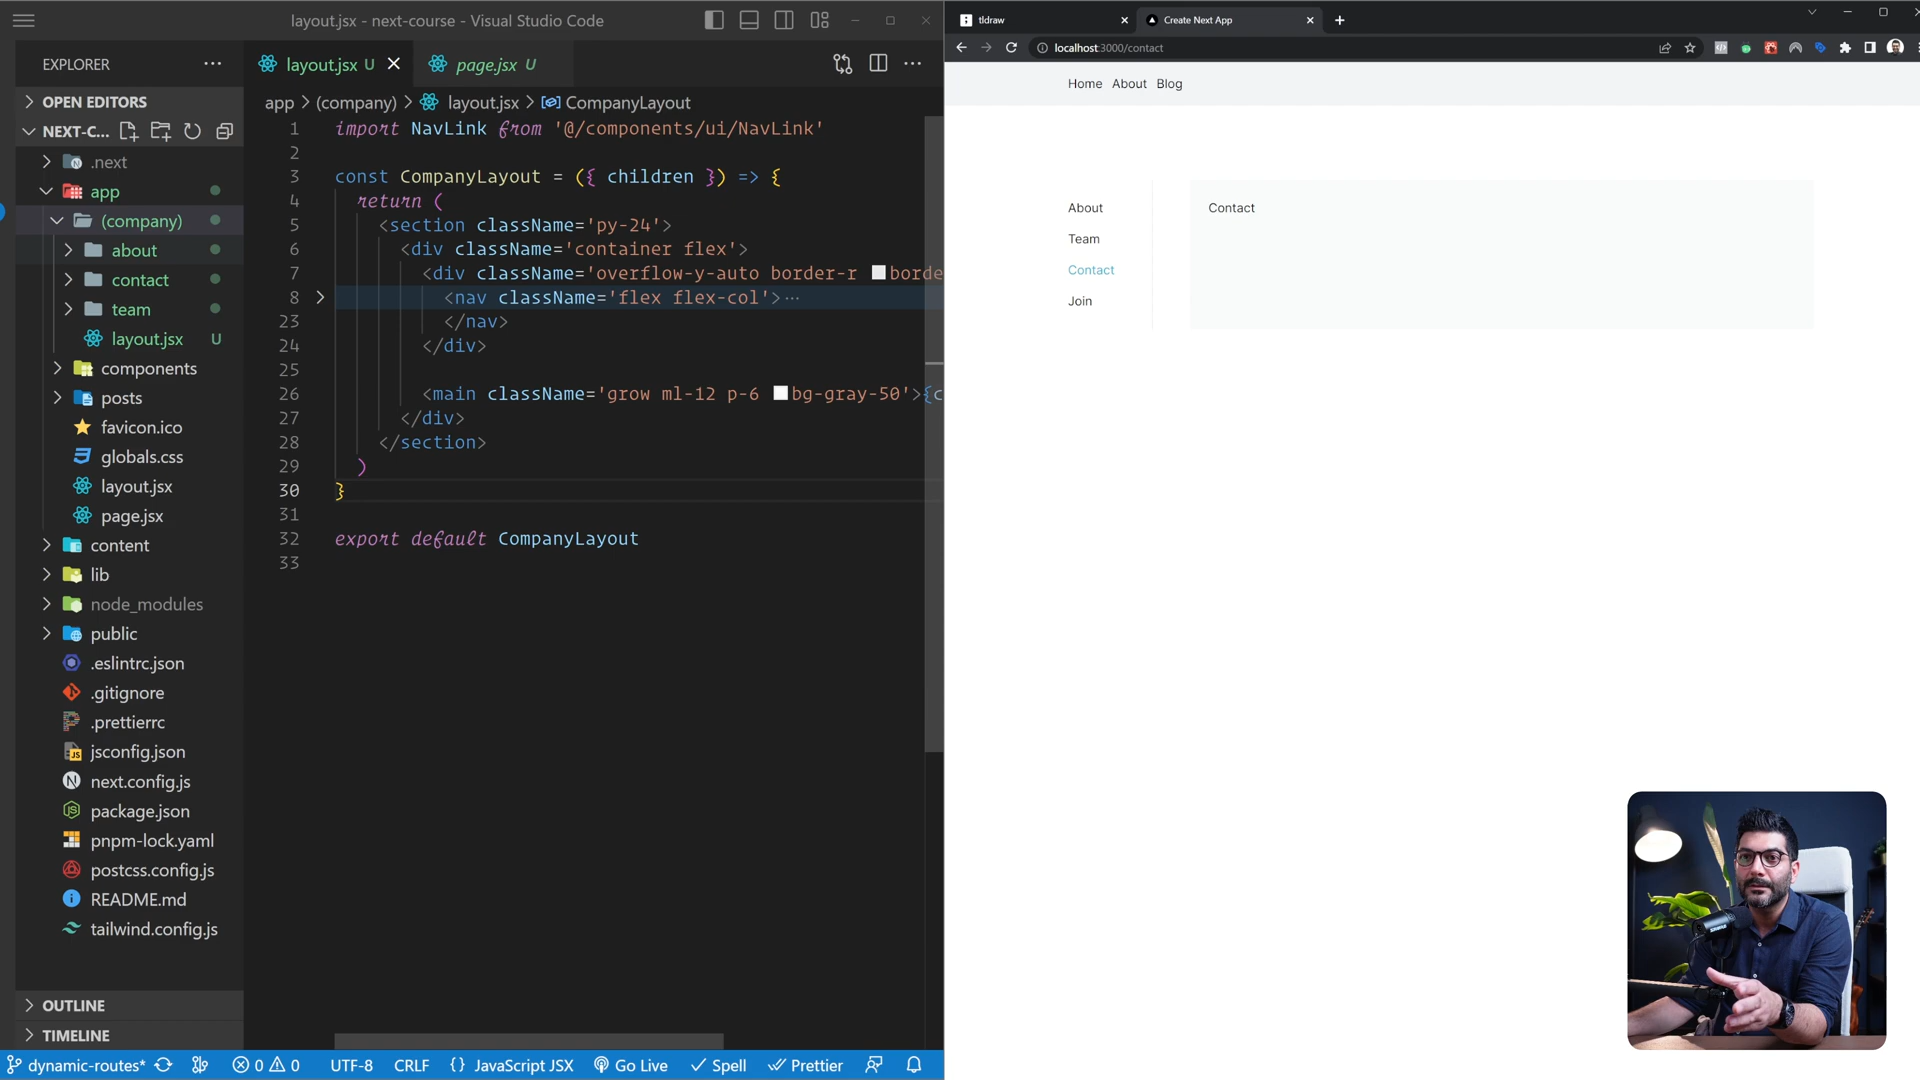 layout.jsx - next-course - Visual Studio Code
EXPLORER
OPEN EDITORS
NEXT-C...
.next
app
(company)
about
contact
team
layout.jsx U
components
posts
favicon.ico
globals.css
layout.jsx
page.jsx
content
lib
node_modules
public
.eslintrc.json
.gitignore
.prettierrc
jsconfig.json
next.config.js
package.json
pnpm-lock.yaml
postcss.config.js
README.md
tailwind.config.js
OUTLINE
TIMELINE
layout.jsx U
page.jsx U
app > (company) > layout.jsx > CompanyLayout
1 import NavLink from '@/components/ui/NavLink'
2
3 const CompanyLayout = ({ children }) => {
4 return (
5 <section className='py-24'>
6 <div className='container flex'>
7 <div className='overflow-y-auto border-r borde
8 <nav className='flex flex-col'>...
23 </nav>
24 </div>
25
26 <main className='grow ml-12 p-6 bg-gray-50'>{c
27 </div>
28 </section>
29 )
30 }
31
32 export default CompanyLayout
33
dynamic-routes* 0 0 UTF-8 CRLF {} JavaScript JSX Go Live Spell Prettier
tldraw
Create Next App
localhost:3000/contact
Home About Blog
About
Team
Contact
Join
Contact